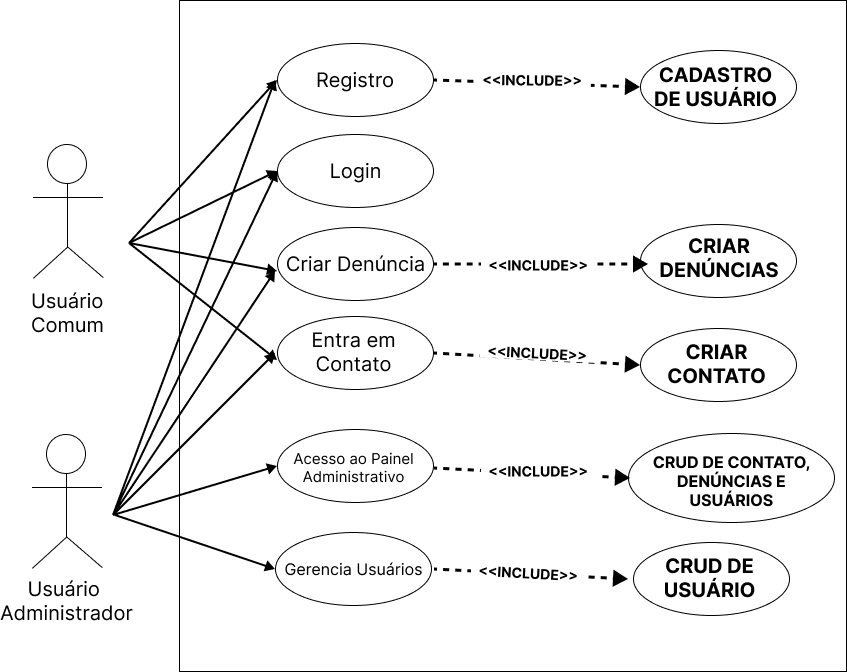 Registro
<<INCLUDE>>
CADASTRO
DE USUÁRIO
Login
Usuário
Comum
Criar Denúncia
<<INCLUDE>>
CRIAR
DENÚNCIAS
Entra em
Contato
<<INCLUDE>>
CRIAR
CONTATO
Acesso ao Painel
Administrativo
<<INCLUDE>>
CRUD DE CONTATO,
DENÚNCIAS E
USUÁRIOS
Usuário
Administrador
Gerencia Usuários
<<INCLUDE>>
CRUD DE
USUÁRIO